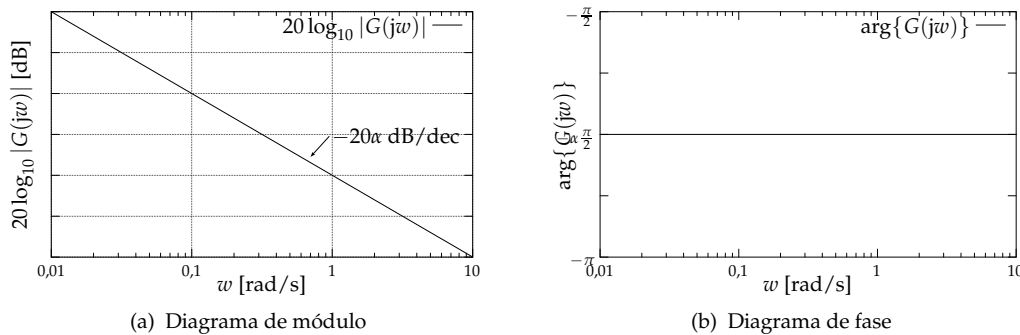 20 log₁₀ |G(jw)|
20 log₁₀ |G(jw)| [dB]
−20α dB/dec
0,01 0,1 1 10
w [rad/s]
(a) Diagrama de módulo
−π/2
arg{G(jw)}
arg{G(jw)}
−α π/2
−π
0,01 0,1 1 10
w [rad/s]
(b) Diagrama de fase